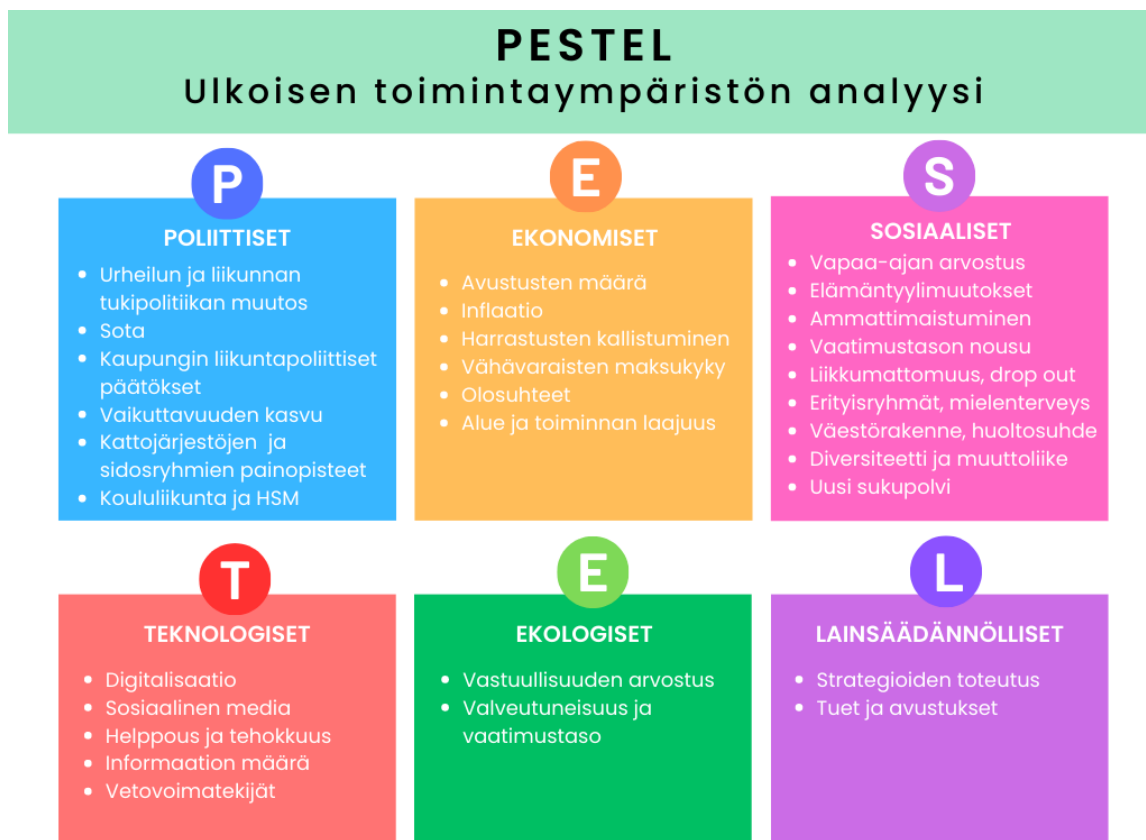 PESTEL
Ulkoisen toimintaympäristön analyysi
P
POLIITTISET
• Urheilun ja liikunnan
tukipolitiikan muutos
• Sota
• Kaupungin liikuntapoliittiset
päätökset
• Vaikuttavuuden kasvu
• Kattojärjestöjen ja
sidosryhmien painopisteet
• Koululiikunta ja HSM
E
EKONOMISET
• Avustusten määrä
• Inflaatio
• Harrastusten kallistuminen
• Vähävaraisten maksukyky
• Olosuhteet
• Alue ja toiminnan laajuus
S
SOSIAALISET
• Vapaa-ajan arvostus
• Elämäntyylimuutokset
• Ammattimaistuminen
• Vaatimustason nousu
• Liikkumattomuus, drop out
• Erityisryhmät, mielenterveys
• Väestörakenne, huoltosuhde
• Diversiteetti ja muuttoliike
• Uusi sukupolvi
T
TEKNOLOGISET
• Digitalisaatio
• Sosiaalinen media
• Helppous ja tehokkuus
• Informaation määrä
• Vetovoimatekijät
E
EKOLOGISET
• Vastuullisuuden arvostus
• Valveutuneisuus ja
vaatimustaso
L
LAINSÄÄDÄNNÖLLISET
• Strategioiden toteutus
• Tuet ja avustukset